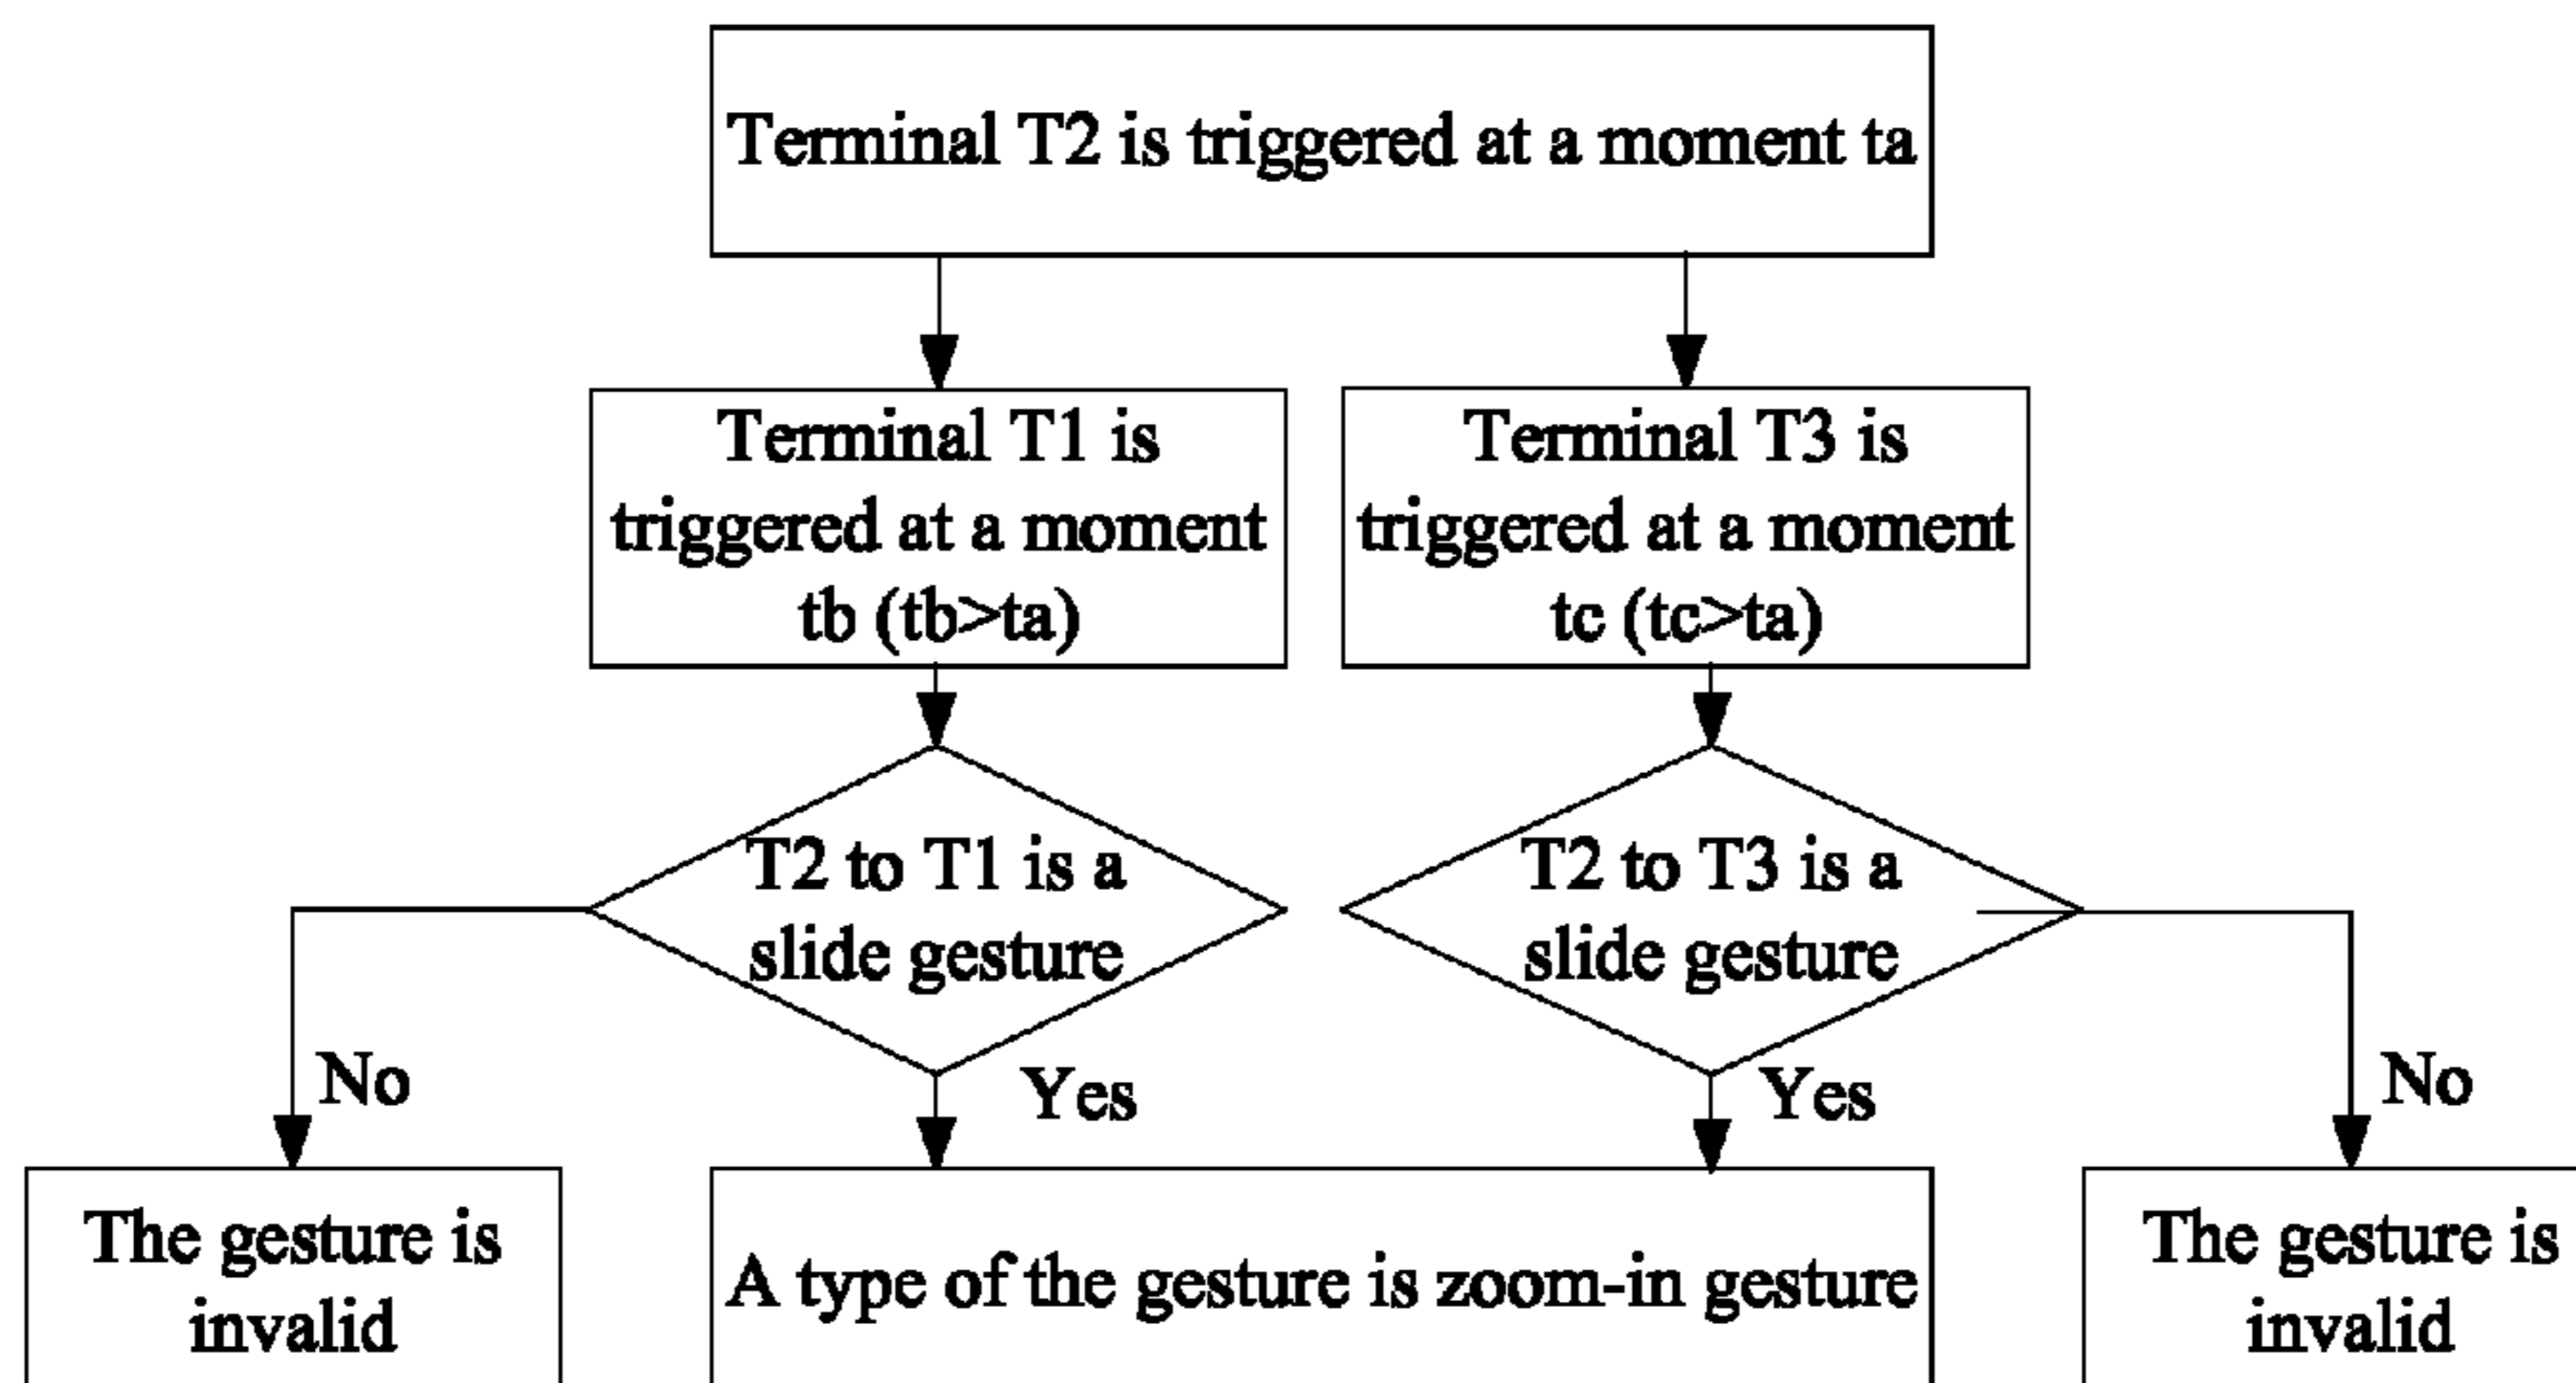 Terminal T2 is triggered at a moment ta
Terminal T1 is
triggered at a moment
tb (tb>ta)
Terminal T3 is
triggered at a moment
tc (tc>ta)
T2 to T1 is a
slide gesture
T2 to T3 is a
slide gesture
No
Yes
Yes
No
The gesture is
invalid
A type of the gesture is zoom-in gesture
The gesture is
invalid